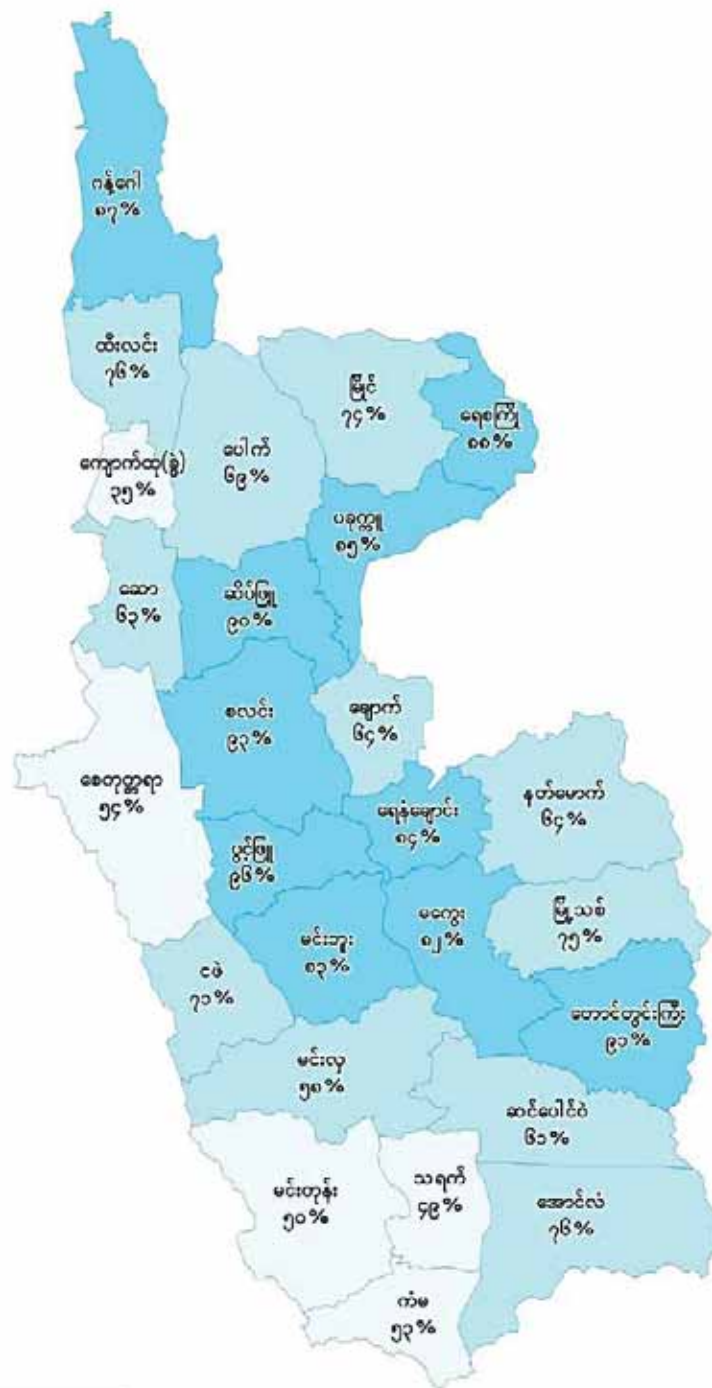 ဂန့်ဂေါ
၈၇%
ထီးလင်း
၇၆%
မြိုင်
၇၄%
ရေစကြို
၈၈%
ပေါက်
၆၉%
ကျောက်ထု(ခွဲ)
၃၅%
ပခုက္ကူ
၈၅%
ဆော
၆၃%
ဆိပ်ဖြူ
၉၀%
စလင်း
၉၃%
ချောက်
၆၄%
စေတုတ္တရာ
၅၄%
ရေနံချောင်း
၈၄%
နတ်မောက်
၆၄%
ပွင့်ဖြူ
၉၆%
မကွေး
၈၂%
မြို့သစ်
၇၅%
မင်းဘူး
၈၃%
ငဖဲ
၇၁%
တောင်တွင်းကြီး
၉၁%
မင်းလှ
၅၈%
ဆင်ပေါင်ဝဲ
၆၁%
မင်းတုန်း
၅၀%
သရက်
၄၉%
အောင်လံ
၇၆%
ကံမ
၅၃%